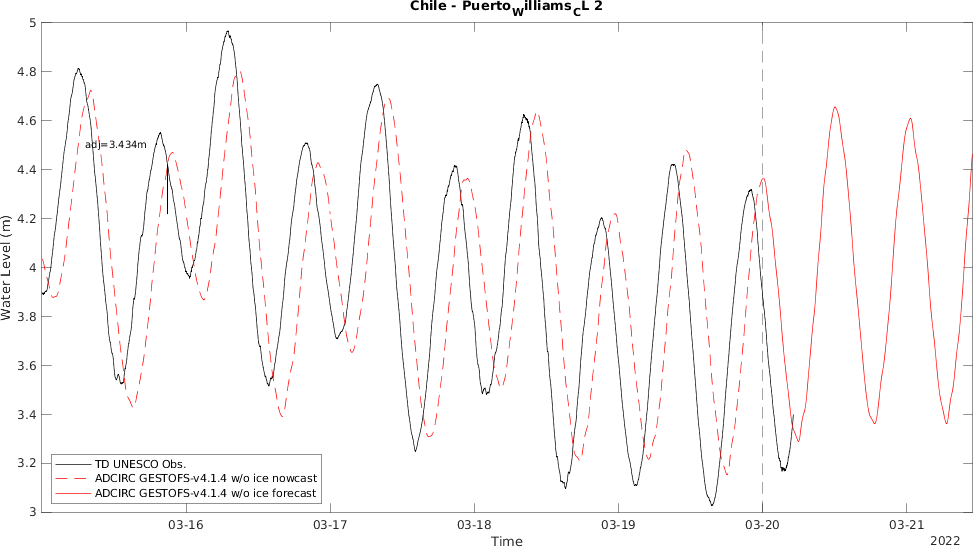 Chile - Puerto_Williams_CL 2
5
4.8
4.6
adj=3.434m
4.4
4.2
4
3.8
3.6
3.4
3.2
3
Water Level (m)
TD UNESCO Obs.
ADCIRC GESTOFS-v4.1.4 w/o ice nowcast
ADCIRC GESTOFS-v4.1.4 w/o ice forecast
03-16 03-17 03-18 03-19 03-20 03-21
Time
2022